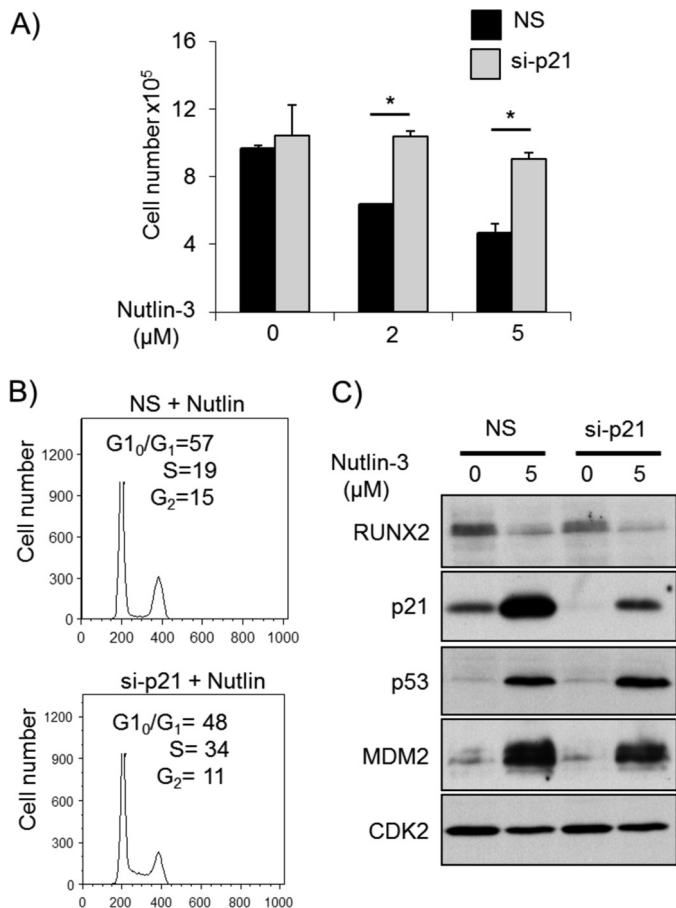 A)
NS
si-p21
Cell number x10⁵
16
12
8
4
*
*
Nutlin-3
(µM)
0 2 5
B)
NS + Nutlin
G1₀/G₁=57
S=19
G₂=15
Cell number
1200
900
600
300
0
0 200 400 600 800 1000
si-p21 + Nutlin
G1₀/G₁= 48
S= 34
G₂= 11
Cell number
1200
900
600
300
0
0 200 400 600 800 1000
C)
NS si-p21
Nutlin-3
(µM)
0 5 0 5
RUNX2
p21
p53
MDM2
CDK2